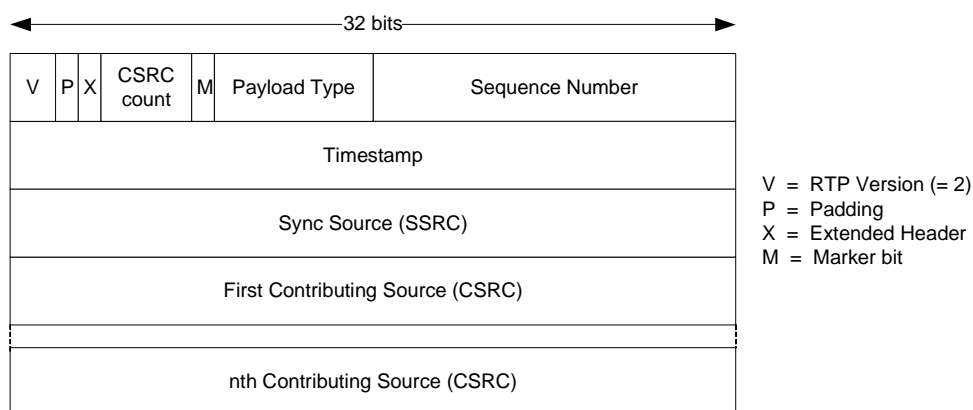 32 bits
V P X CSRC count M Payload Type Sequence Number
Timestamp
Sync Source (SSRC)
First Contributing Source (CSRC)
nth Contributing Source (CSRC)
V = RTP Version (= 2)
P = Padding
X = Extended Header
M = Marker bit